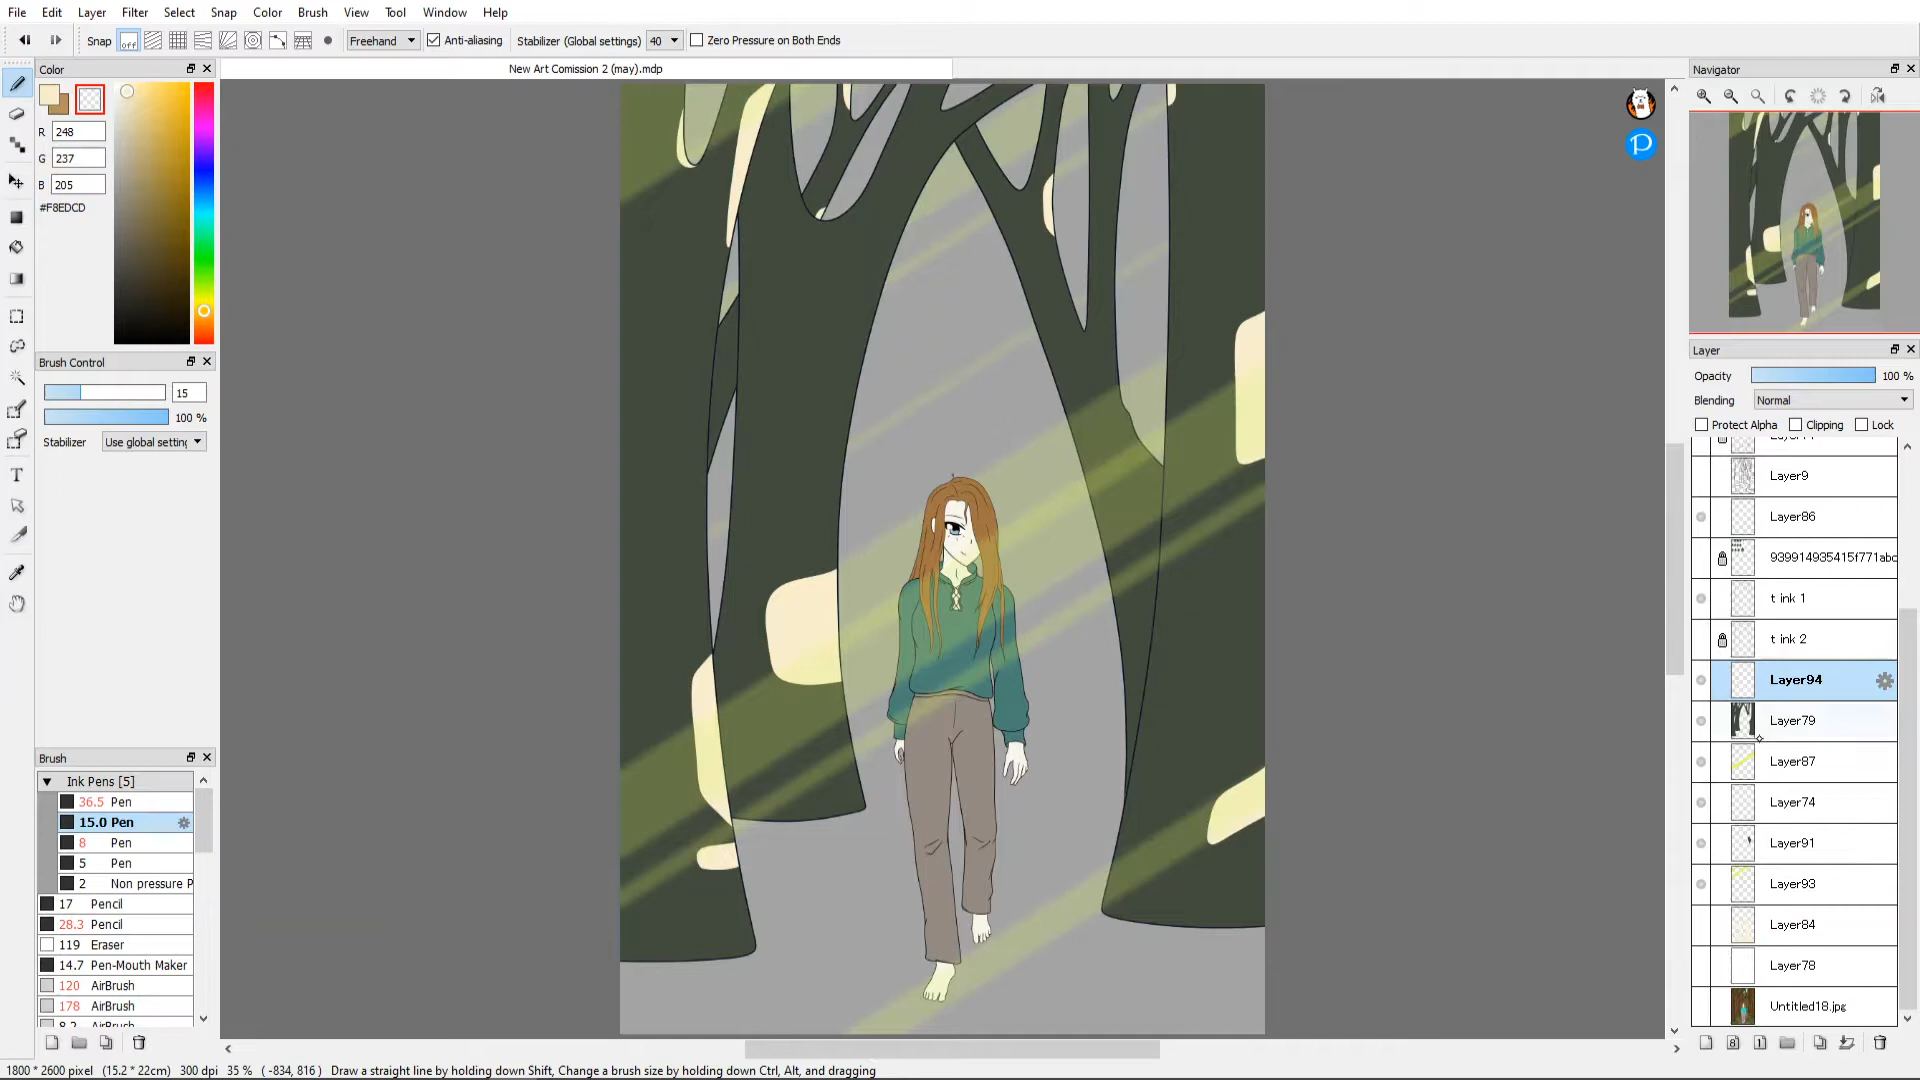 File Edit Layer Filter Select Snap Color Brush View Tool Window Help
Snap off Freehand Anti-aliasing Stabilizer (Global settings) 40 Zero Pressure on Both Ends
Color
New Art Comission 2 (may).mdp
Navigator
R 248
G 237
B 205
#F8EDCD
Brush Control
15
100 %
Stabilizer Use global setting
Brush
Ink Pens [5]
36.5 Pen
15.0 Pen
8 Pen
5 Pen
2 Non pressure P
17 Pencil
28.3 Pencil
119 Eraser
14.7 Pen-Mouth Maker
120 AirBrush
178 AirBrush
8.2 AirBrush
Layer
Opacity 100 %
Blending Normal
Protect Alpha Clipping Lock
Layer9
Layer86
939914935415f771abc
t ink 1
t ink 2
Layer94
Layer79
Layer87
Layer74
Layer91
Layer93
Layer84
Layer78
Untitled18.jpg
1800 * 2600 pixel (15.2 * 22cm) 300 dpi 35 % ( -834, 816 ) Draw a straight line by holding down Shift, Change a brush size by holding down Ctrl, Alt, and dragging